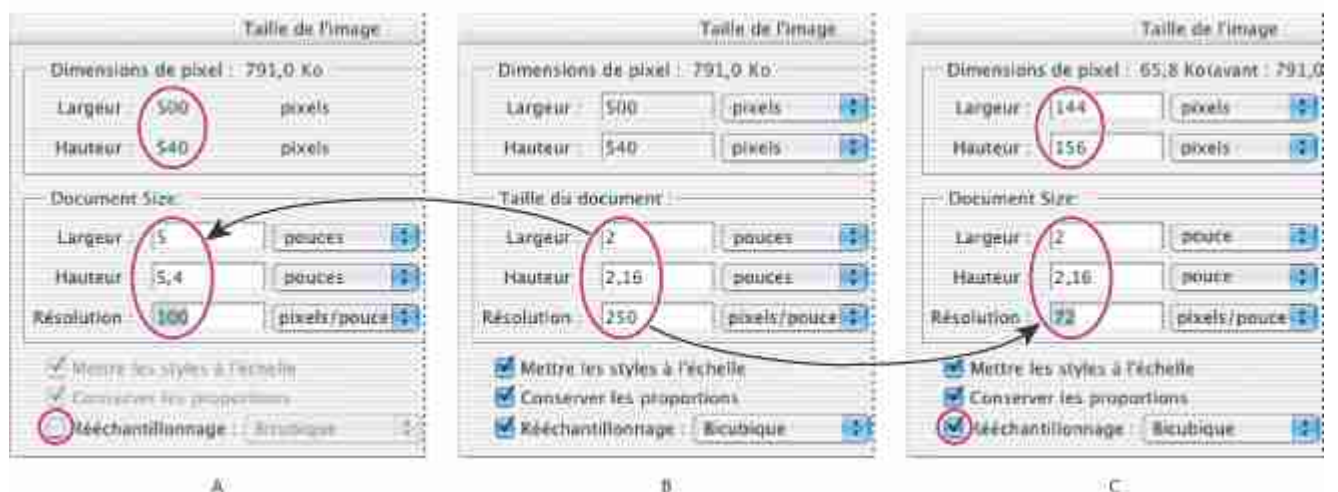 Taille de l'image
Dimensions de pixel : 791,0 Ko
Largeur : 500 pixels
Hauteur : 540 pixels
Document Size:
Largeur : 5 pouces
Hauteur : 5,4 pouces
Résolution : 100 pixels/pouce
Mettre les styles à l'échelle
Conserver les proportions
Rééchantillonnage : Bicubique
A
Taille de l'image
Dimensions de pixel : 791,0 Ko
Largeur : 500 pixels
Hauteur : 540 pixels
Taille du document :
Largeur : 2 pouces
Hauteur : 2,16 pouces
Résolution : 250 pixels/pouce
Mettre les styles à l'échelle
Conserver les proportions
Rééchantillonnage : Bicubique
B
Taille de l'image
Dimensions de pixel : 65,8 Ko(avant : 791,0
Largeur : 144 pixels
Hauteur : 156 pixels
Document Size:
Largeur : 2 pouce
Hauteur : 2,16 pouce
Résolution : 72 pixels/pouce
Mettre les styles à l'échelle
Conserver les proportions
Rééchantillonnage : Bicubique
C